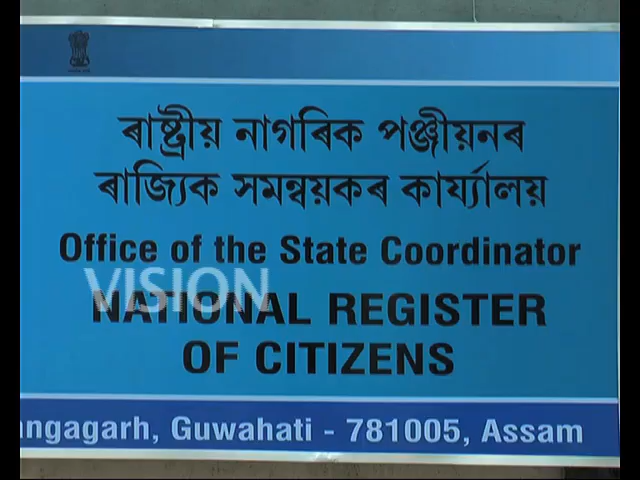 ৰাষ্ট্ৰীয় নাগৰিক পঞ্জীয়নৰ
ৰাজ্যিক সমন্বয়কৰ কাৰ্য্যালয়
Office of the State Coordinator
VISION
NATIONAL REGISTER
OF CITIZENS
angagarh, Guwahati - 781005, Assam